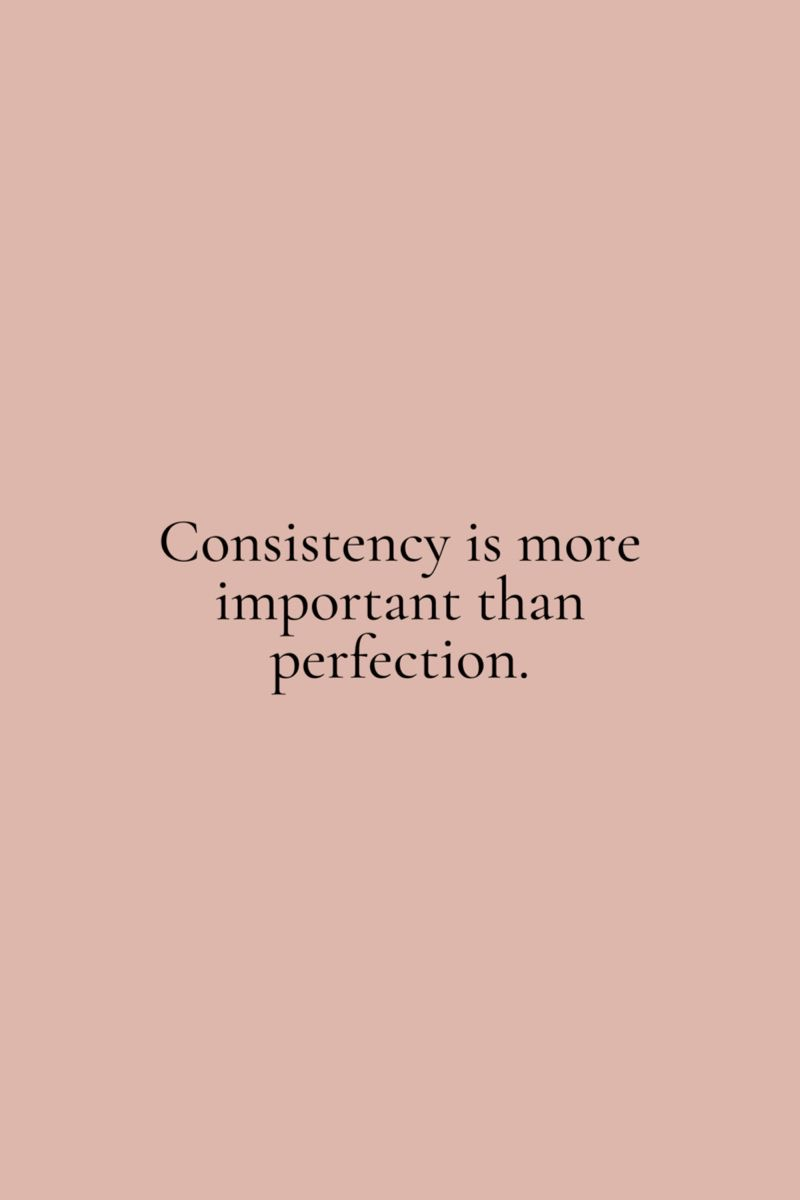 Consistency is more
important than
perfection.